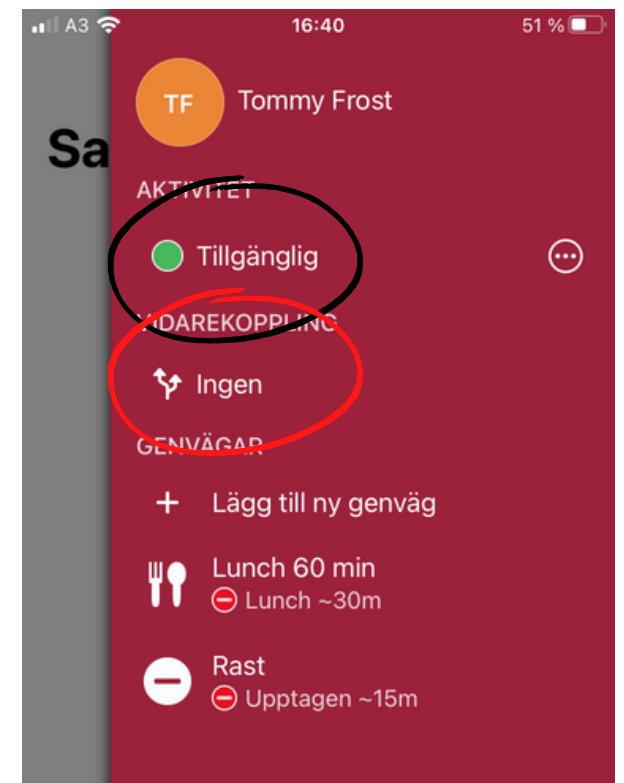 A3 16:40 51 %
TF Tommy Frost
Sa
AKTIVITET
Tillgänglig
VIDAREKOPPLING
Ingen
GENVÄGAR
+ Lägg till ny genväg
Lunch 60 min
Lunch ~30m
Rast
Upptagen ~15m